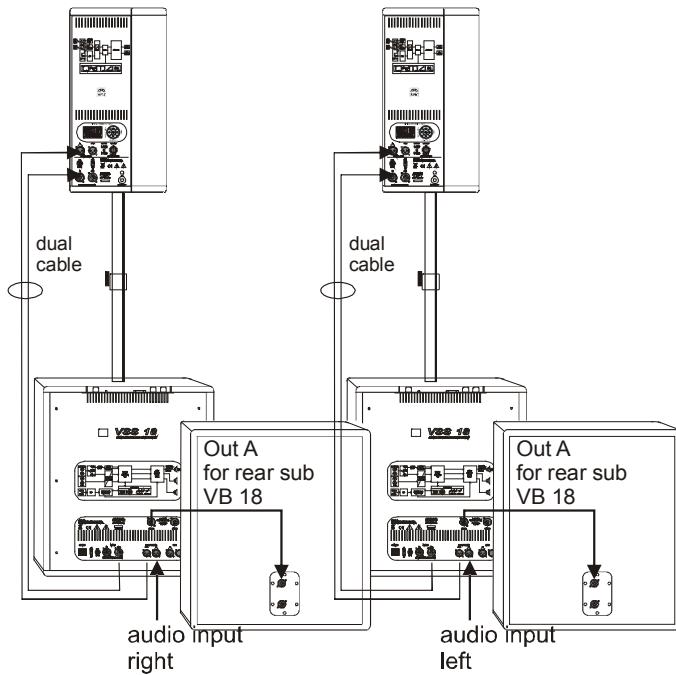 dual
cable
dual
cable
VSS 18
Out A
for rear sub
VB 18
VSS 18
Out A
for rear sub
VB 18
audio input
right
audio input
left